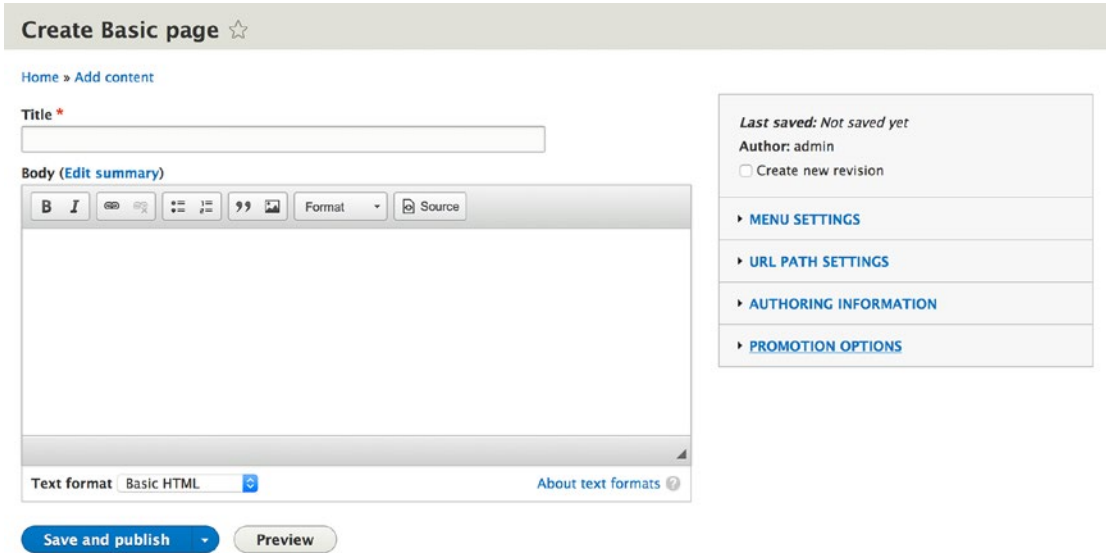 Create Basic page
Home » Add content
Title *
Body (Edit summary)
B I Format Source
Text format Basic HTML
About text formats ?
Save and publish
Preview
Last saved: Not saved yet
Author: admin
Create new revision
MENU SETTINGS
URL PATH SETTINGS
AUTHORING INFORMATION
PROMOTION OPTIONS